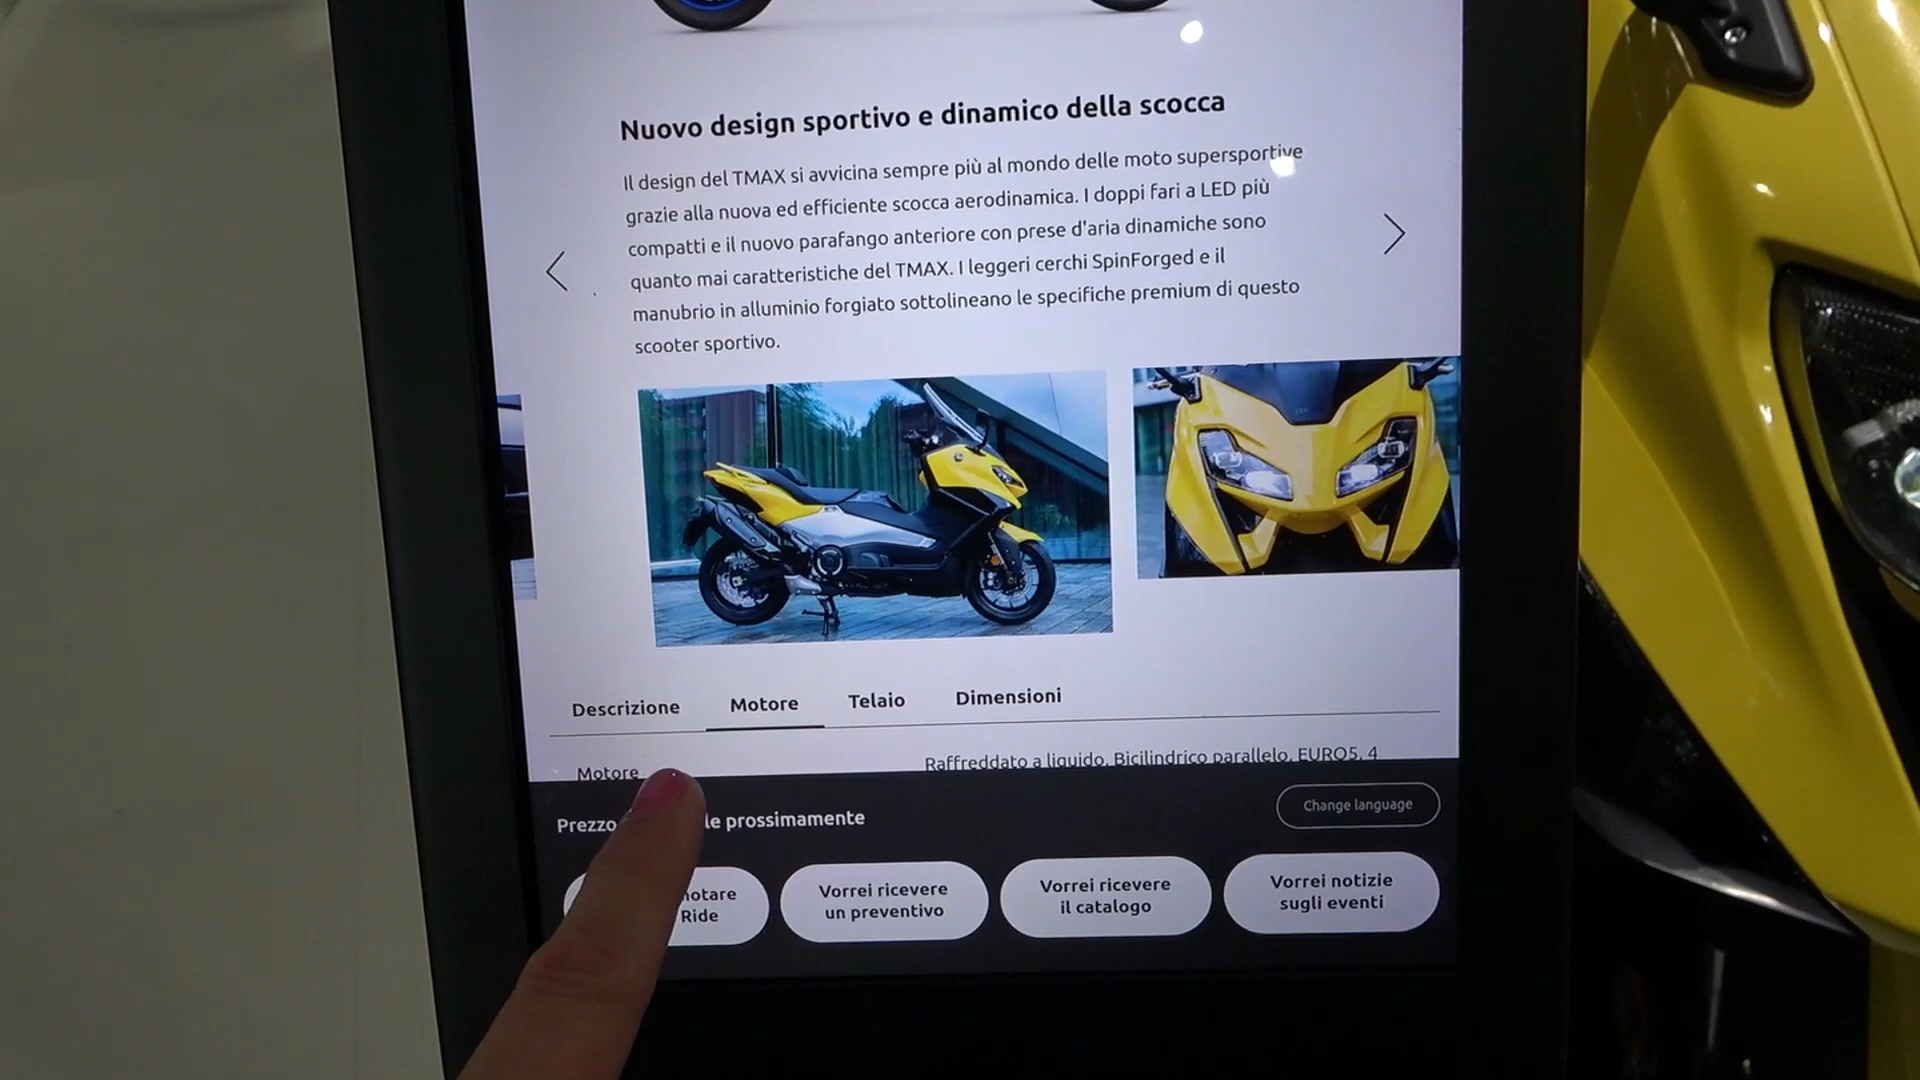 Nuovo design sportivo e dinamico della scocca
Il design del TMAX si avvicina sempre più al mondo delle moto supersportive
grazie alla nuova ed efficiente scocca aerodinamica. I doppi fari a LED più
compatti e il nuovo parafango anteriore con prese d'aria dinamiche sono
quanto mai caratteristiche del TMAX. I leggeri cerchi SpinForged e il
manubrio in alluminio forgiato sottolineano le specifiche premium di questo
scooter sportivo.
Descrizione Motore Telaio Dimensioni
Motore Raffreddato a liquido, Bicilindrico parallelo, EURO5, 4
Prezzo le prossimamente
Change language
notare
Ride
Vorrei ricevere
un preventivo
Vorrei ricevere
il catalogo
Vorrei notizie
sugli eventi